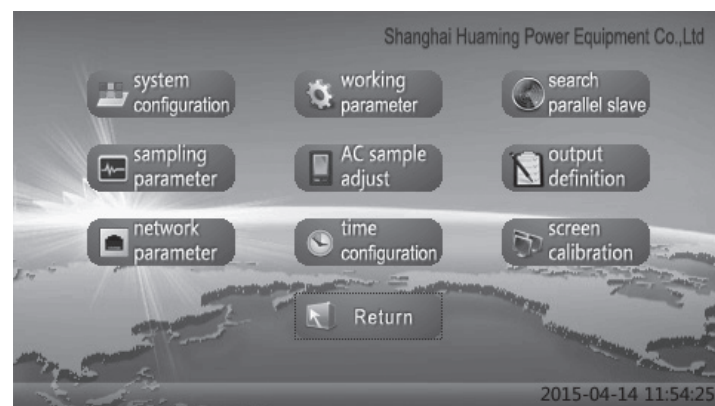 Shanghai Huaming Power Equipment Co.,Ltd
system
configuration
working
parameter
search
parallel slave
sampling
parameter
AC sample
adjust
output
definition
network
parameter
time
configuration
screen
calibration
Return
2015-04-14 11:54:25